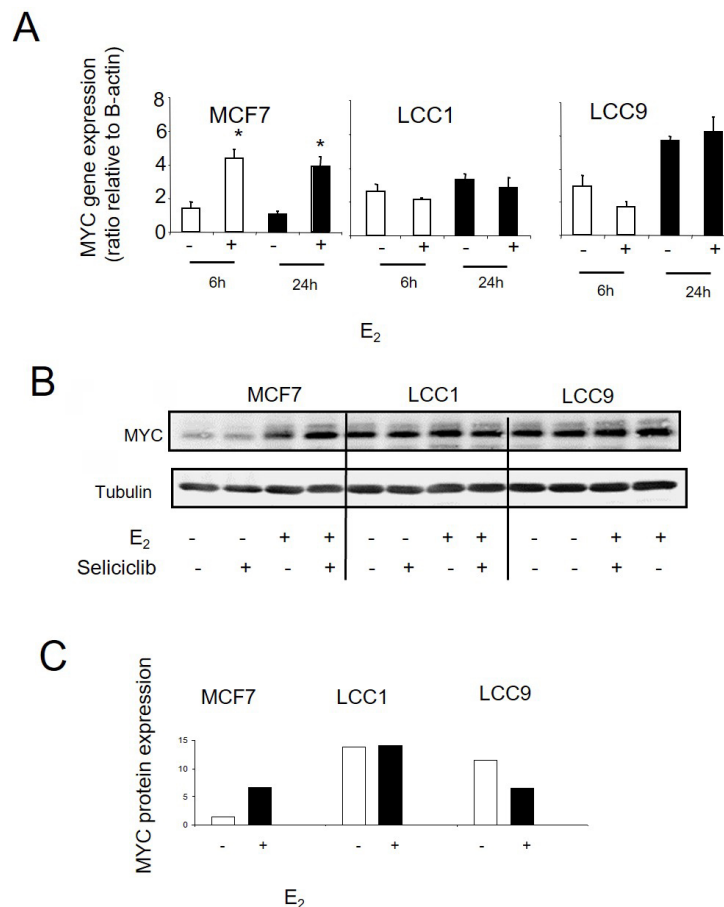 A
MYC gene expression
(ratio relative to B-actin)
8
6
4
2
0
MCF7
LCC1
LCC9
* *
- + - + - + - + - + - +
6h 24h 6h 24h 6h 24h
E2
B
MCF7 LCC1 LCC9
MYC
Tubulin
E2 - - + + - - + + - - + +
Seliciclib - + - + - + - + - - + -
C
MYC protein expression
MCF7 LCC1 LCC9
15
10
5
0
- + - + - +
E2